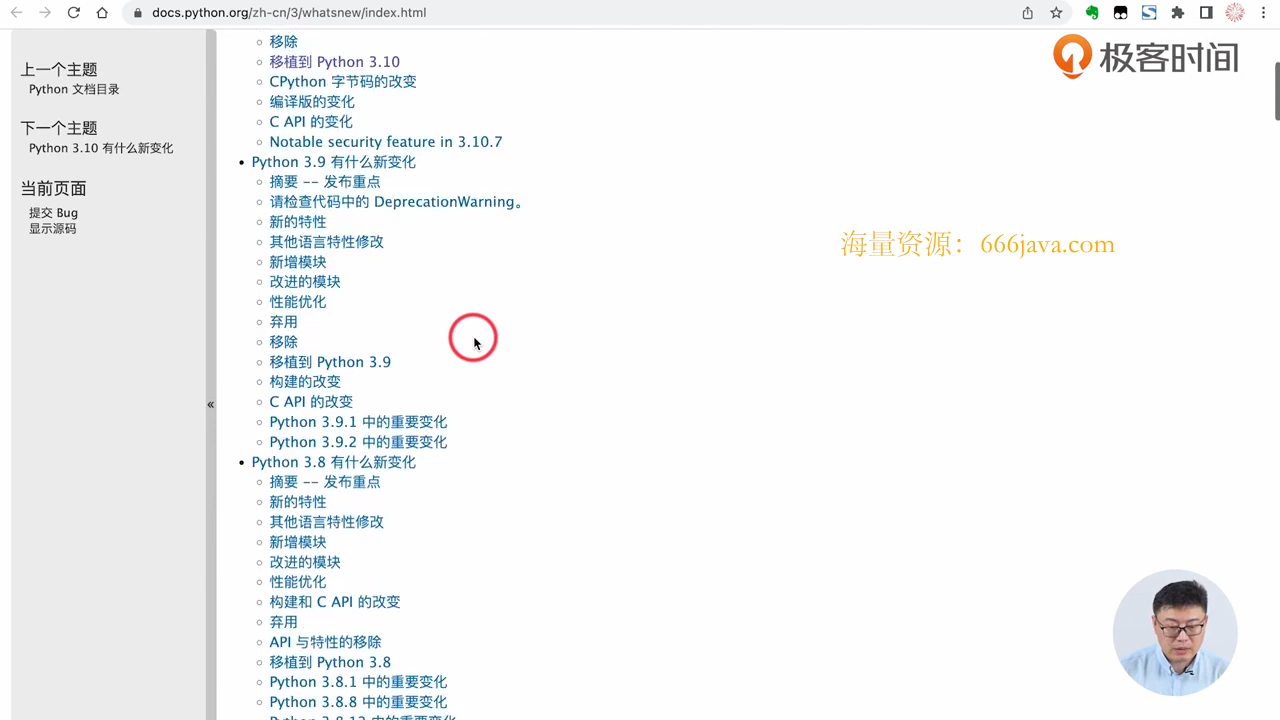 docs.python.org/zh-cn/3/whatsnew/index.html
极客时间
上一个主题
Python 文档目录
下一个主题
Python 3.10 有什么新变化
当前页面
提交 Bug
显示源码
«
移除
移植到 Python 3.10
CPython 字节码的改变
编译版的变化
C API 的变化
Notable security feature in 3.10.7
Python 3.9 有什么新变化
摘要 -- 发布重点
请检查代码中的 DeprecationWarning。
新的特性
其他语言特性修改
新增模块
改进的模块
性能优化
弃用
移除
移植到 Python 3.9
构建的改变
C API 的改变
Python 3.9.1 中的重要变化
Python 3.9.2 中的重要变化
Python 3.8 有什么新变化
摘要 -- 发布重点
新的特性
其他语言特性修改
新增模块
改进的模块
性能优化
构建和 C API 的改变
弃用
API 与特性的移除
移植到 Python 3.8
Python 3.8.1 中的重要变化
Python 3.8.8 中的重要变化
Python 3.8.12 中的重要变化
海量资源：666java.com